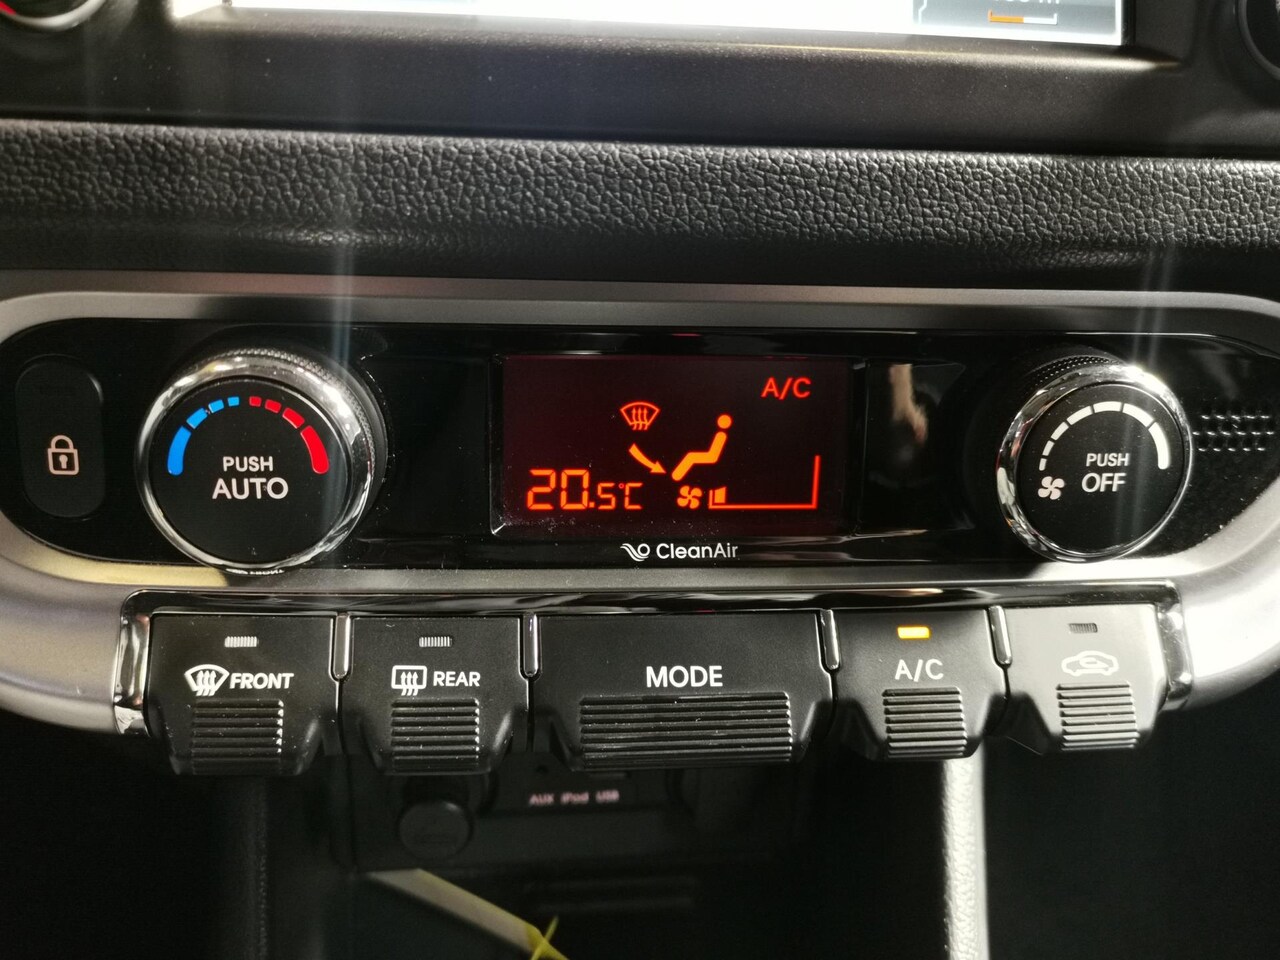 A/C
PUSH
AUTO
20.5°C
PUSH
OFF
CleanAir
FRONT
REAR
MODE
A/C
AUX iPod USB